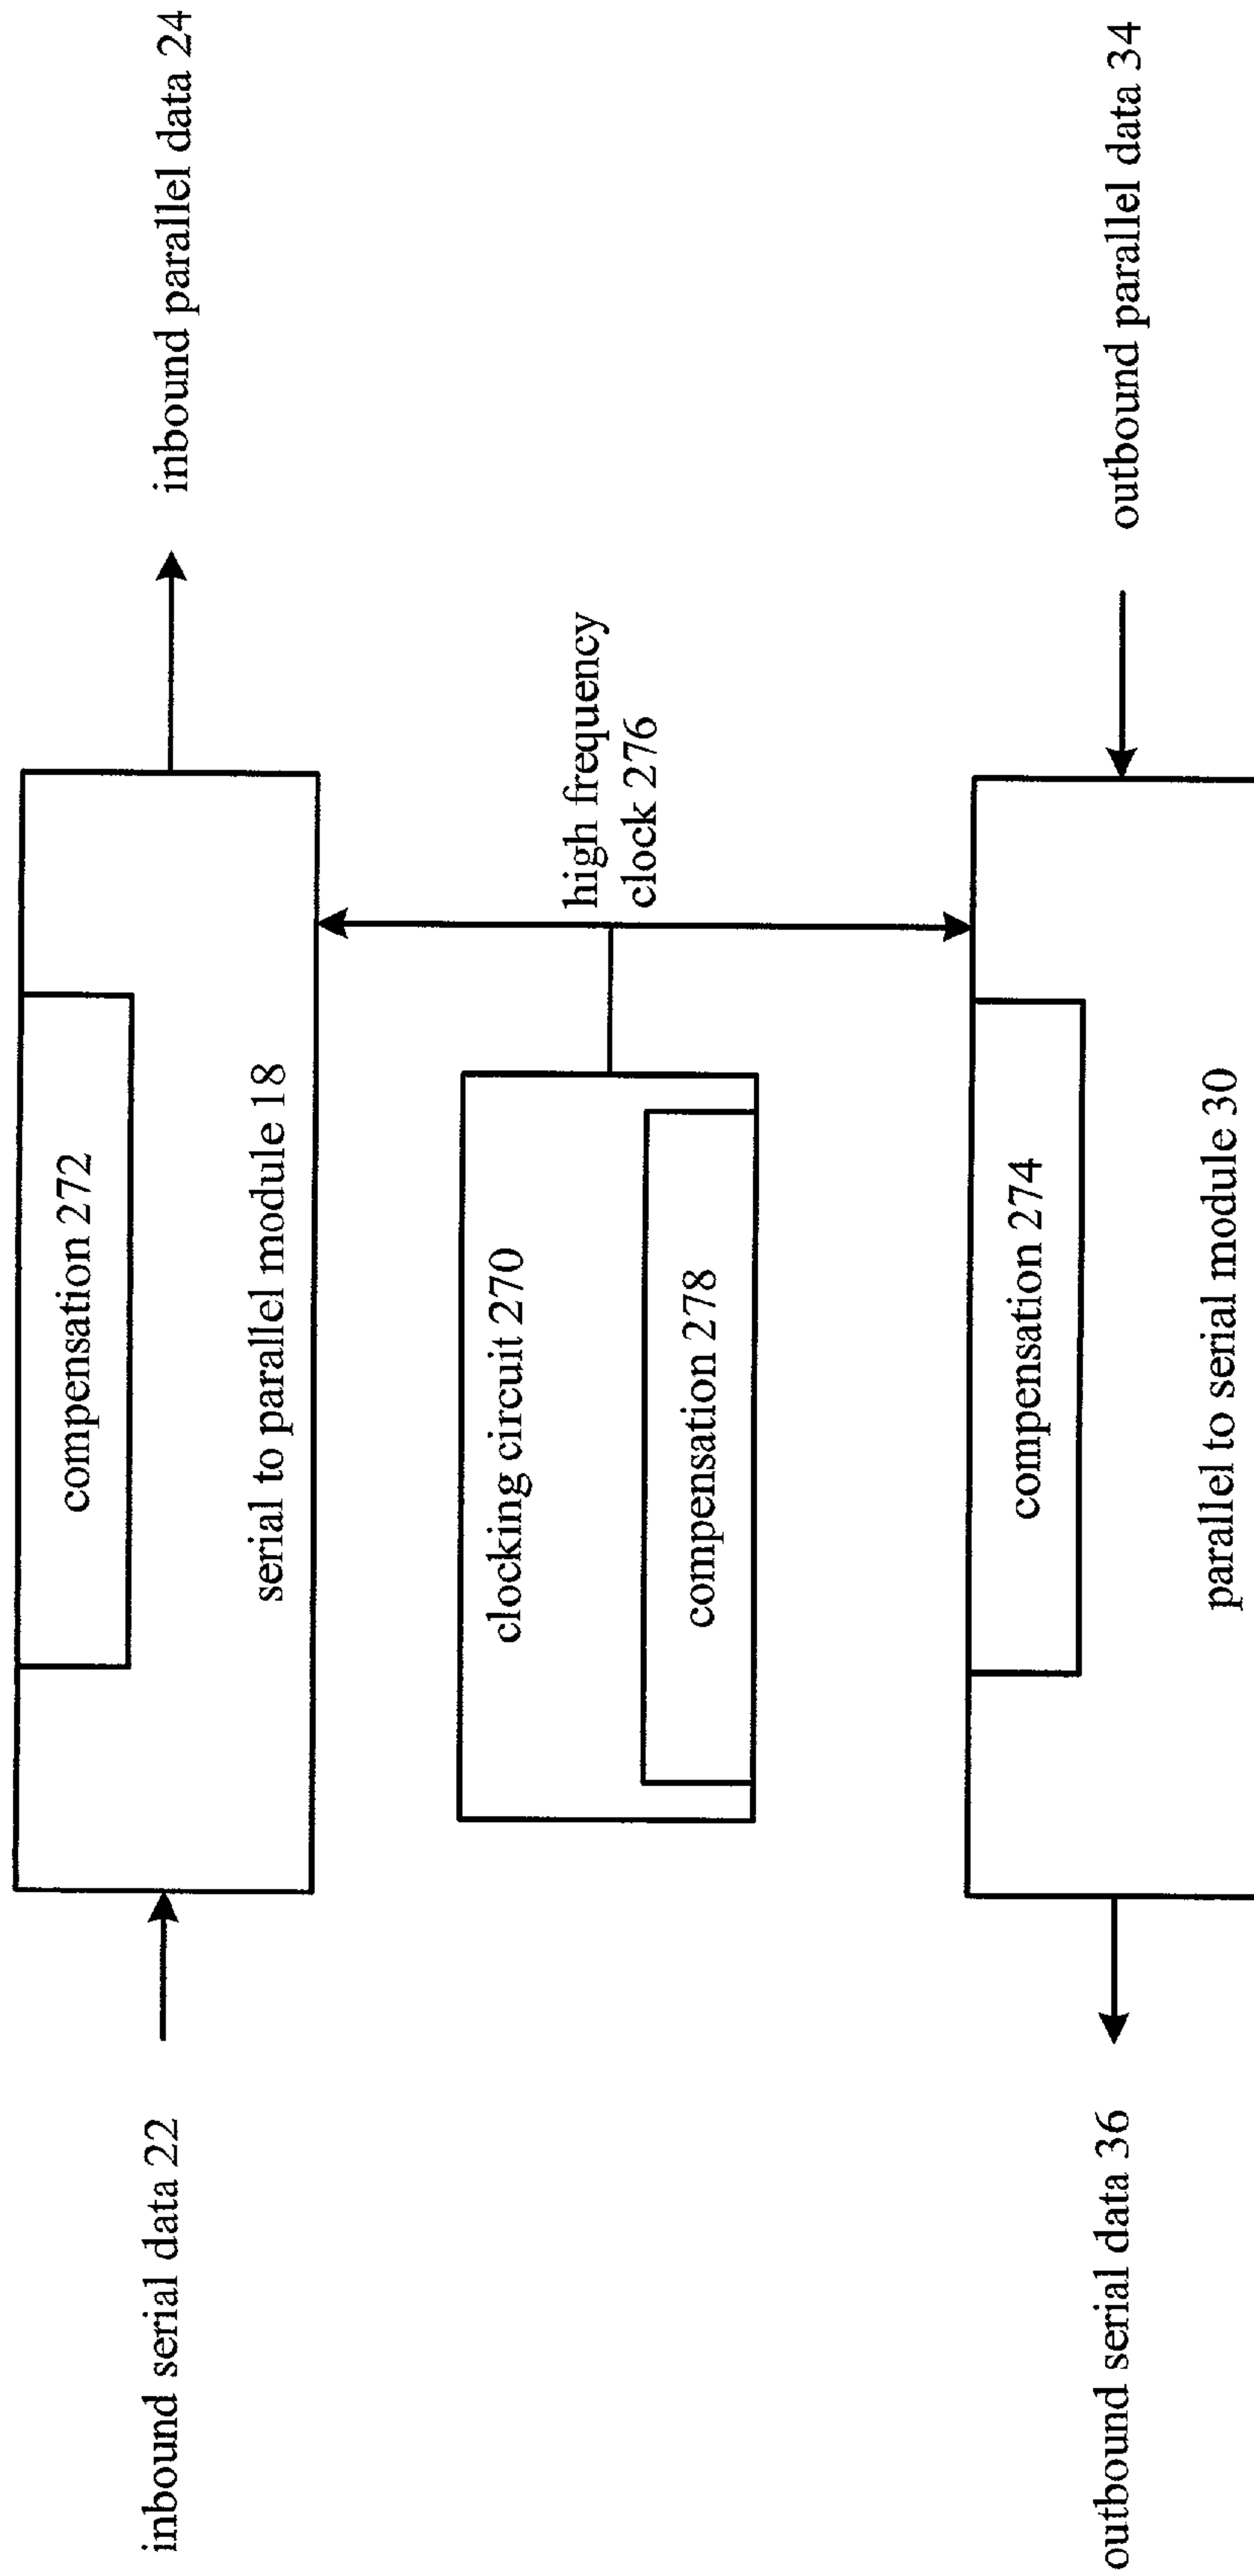 compensation 272
inbound serial data 22
inbound parallel data 24
serial to parallel module 18
clocking circuit 270
high frequency
clock 276
compensation 278
compensation 274
outbound serial data 36
outbound parallel data 34
parallel to serial module 30